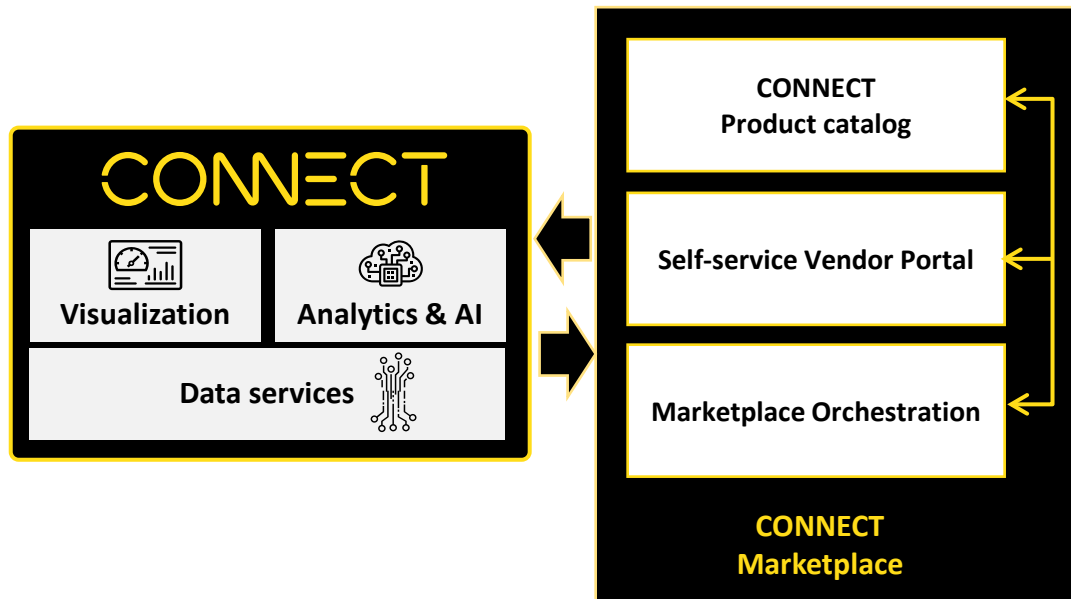 CONNECT
Visualization
Analytics & AI
Data services
CONNECT
Product catalog
Self-service Vendor Portal
Marketplace Orchestration
CONNECT
Marketplace